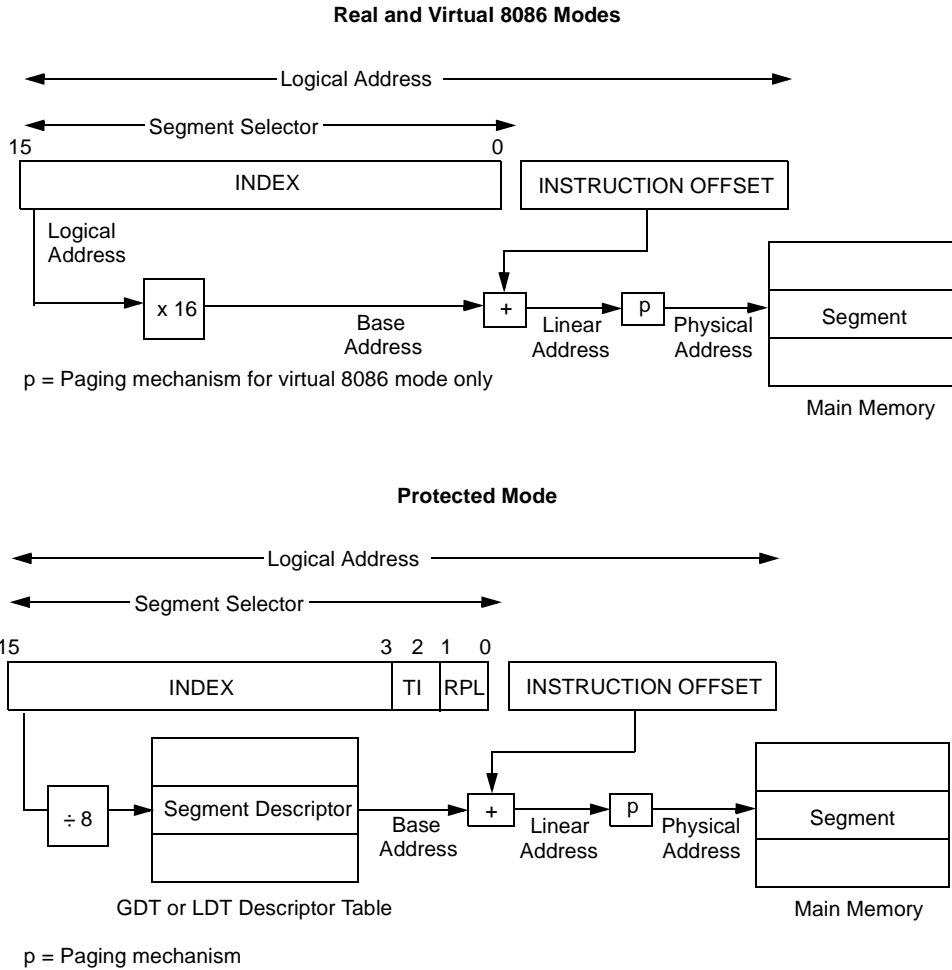 Real and Virtual 8086 Modes
Logical Address
Segment Selector
15 0
INDEX INSTRUCTION OFFSET
Logical
Address
x 16
Base
Address
+
Linear
Address
p
Physical
Address
Segment
p = Paging mechanism for virtual 8086 mode only
Main Memory
Protected Mode
Logical Address
Segment Selector
15 3 2 1 0
INDEX TI RPL INSTRUCTION OFFSET
÷ 8
Segment Descriptor
Base
Address
+
Linear
Address
p
Physical
Address
Segment
GDT or LDT Descriptor Table
Main Memory
p = Paging mechanism